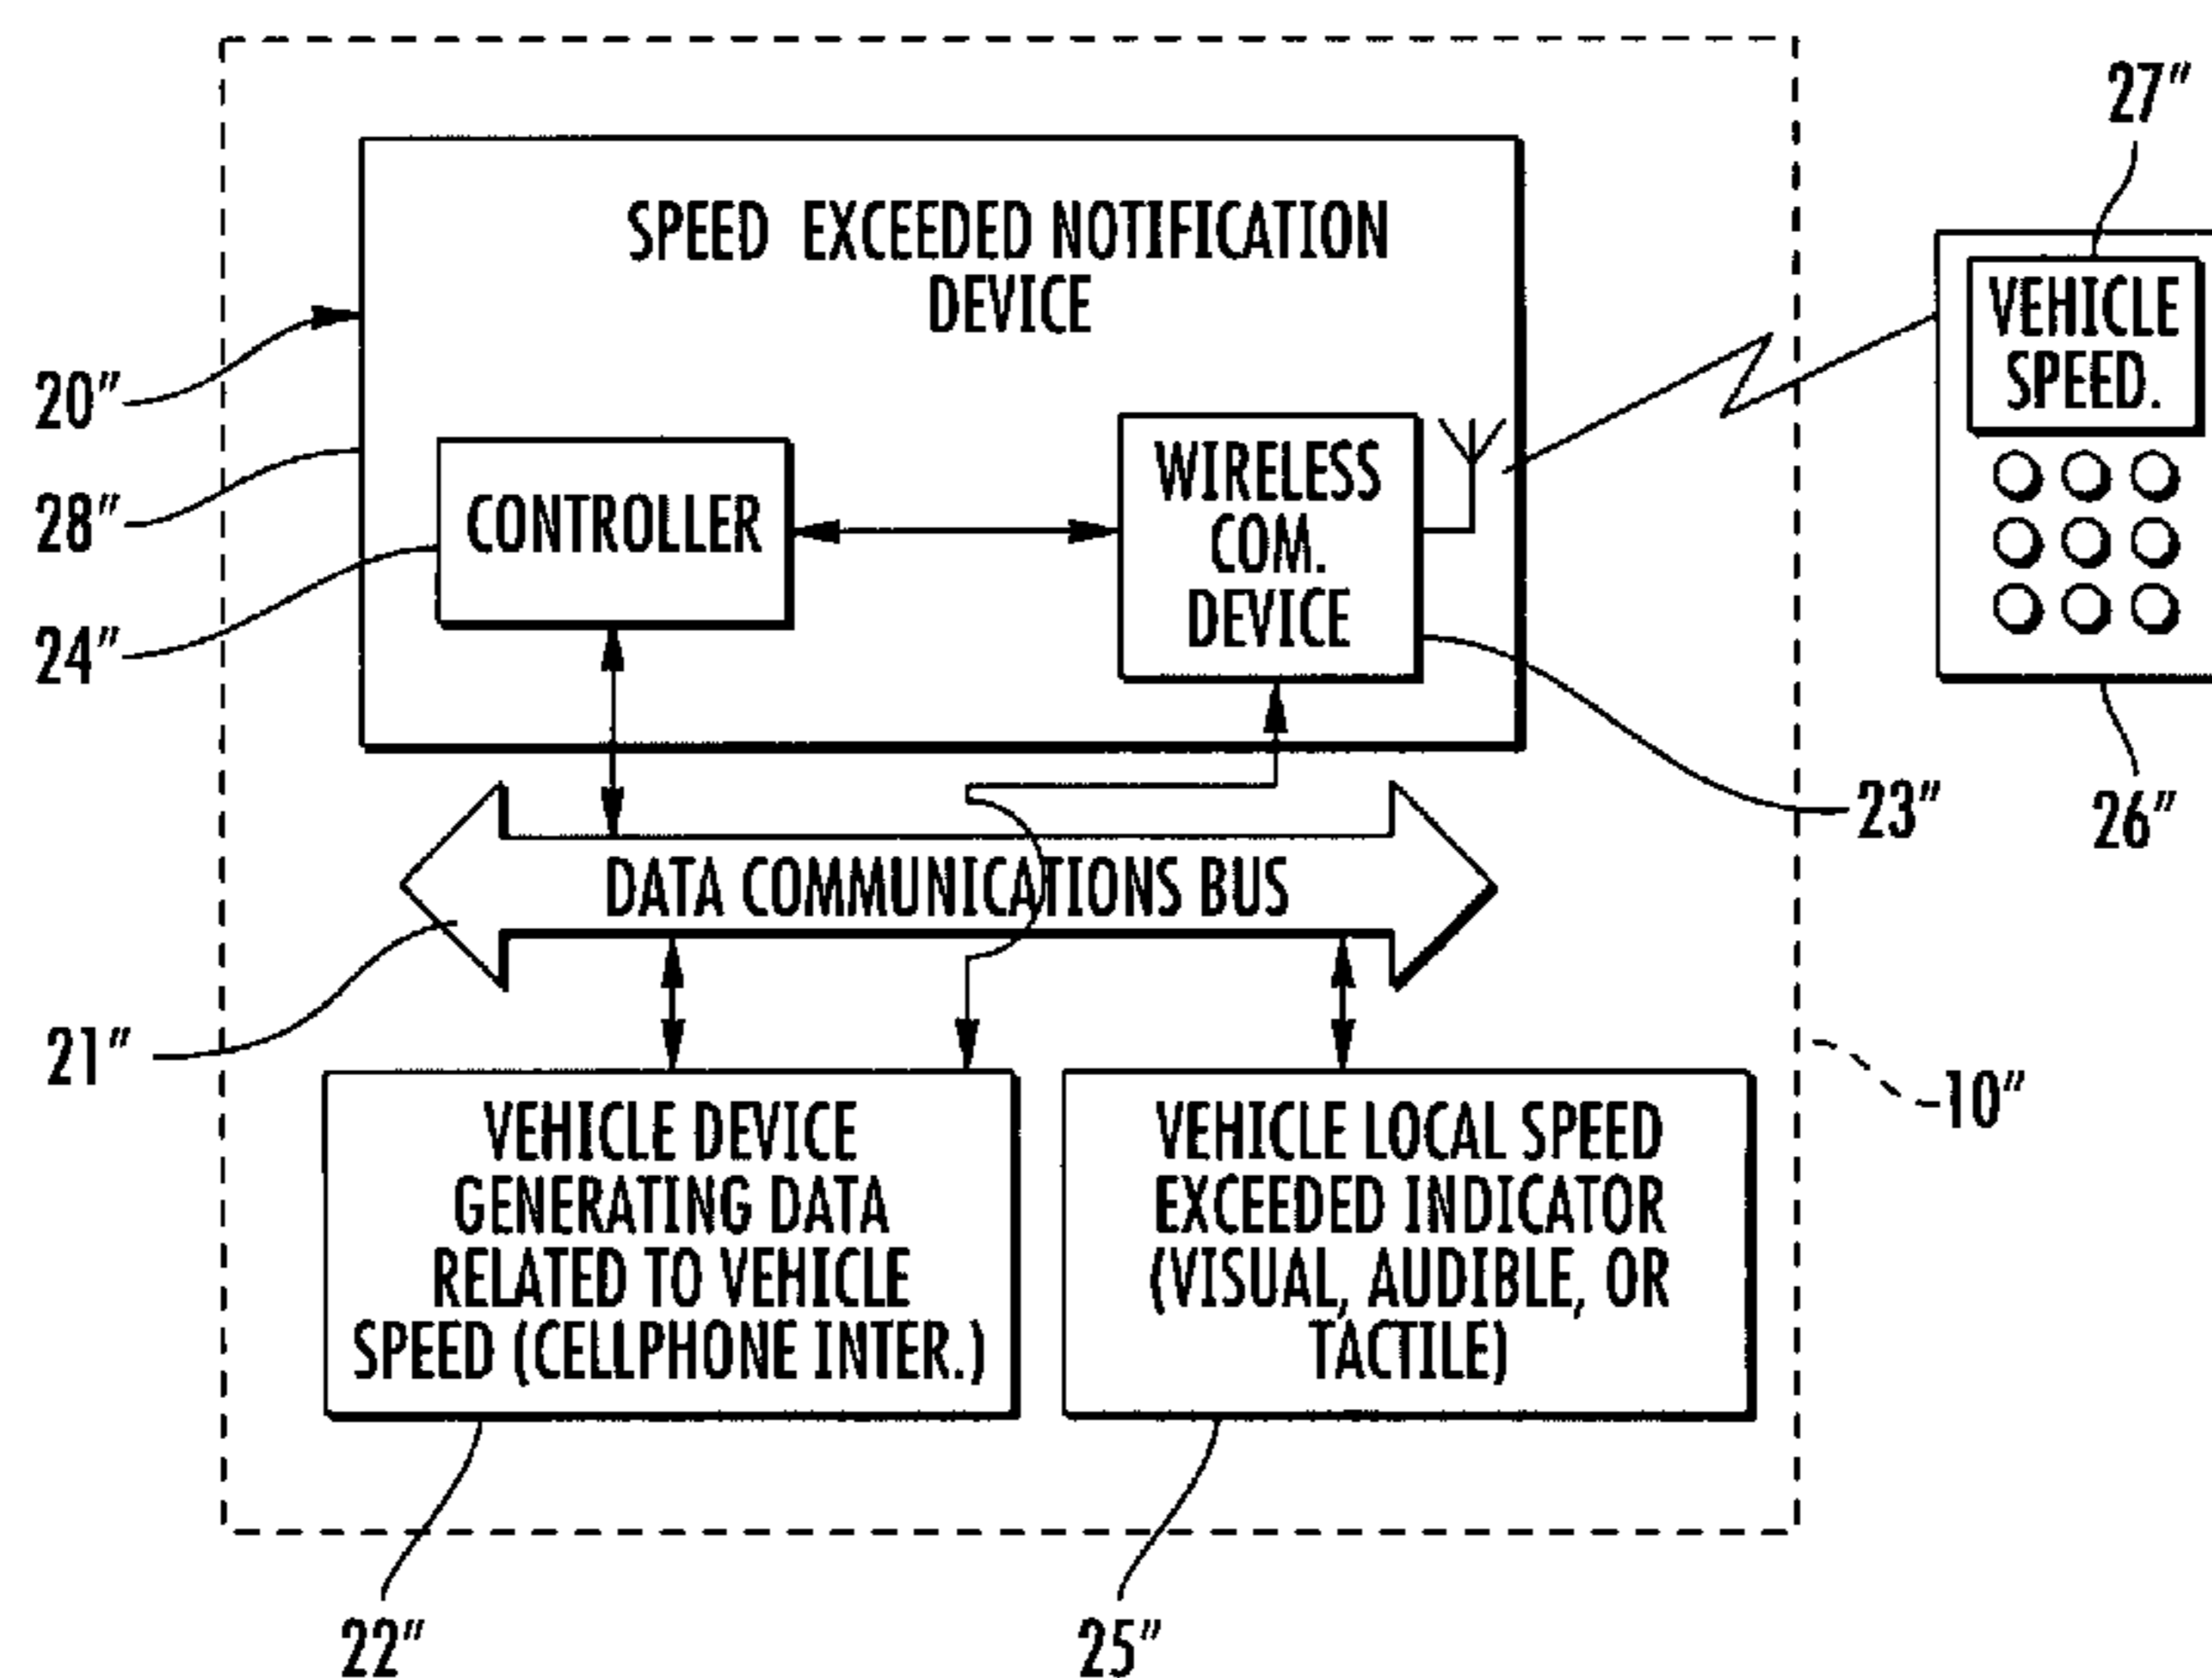 27"
SPEED EXCEEDED NOTIFICATION
DEVICE
VEHICLE
SPEED.
20"
28"
24"
CONTROLLER
WIRELESS
COM.
DEVICE
23"
26"
DATA COMMUNICATIONS BUS
21"
10"
VEHICLE DEVICE
GENERATING DATA
RELATED TO VEHICLE
SPEED (CELLPHONE INTER.)
VEHICLE LOCAL SPEED
EXCEEDED INDICATOR
(VISUAL, AUDIBLE, OR
TACTILE)
22"
25"